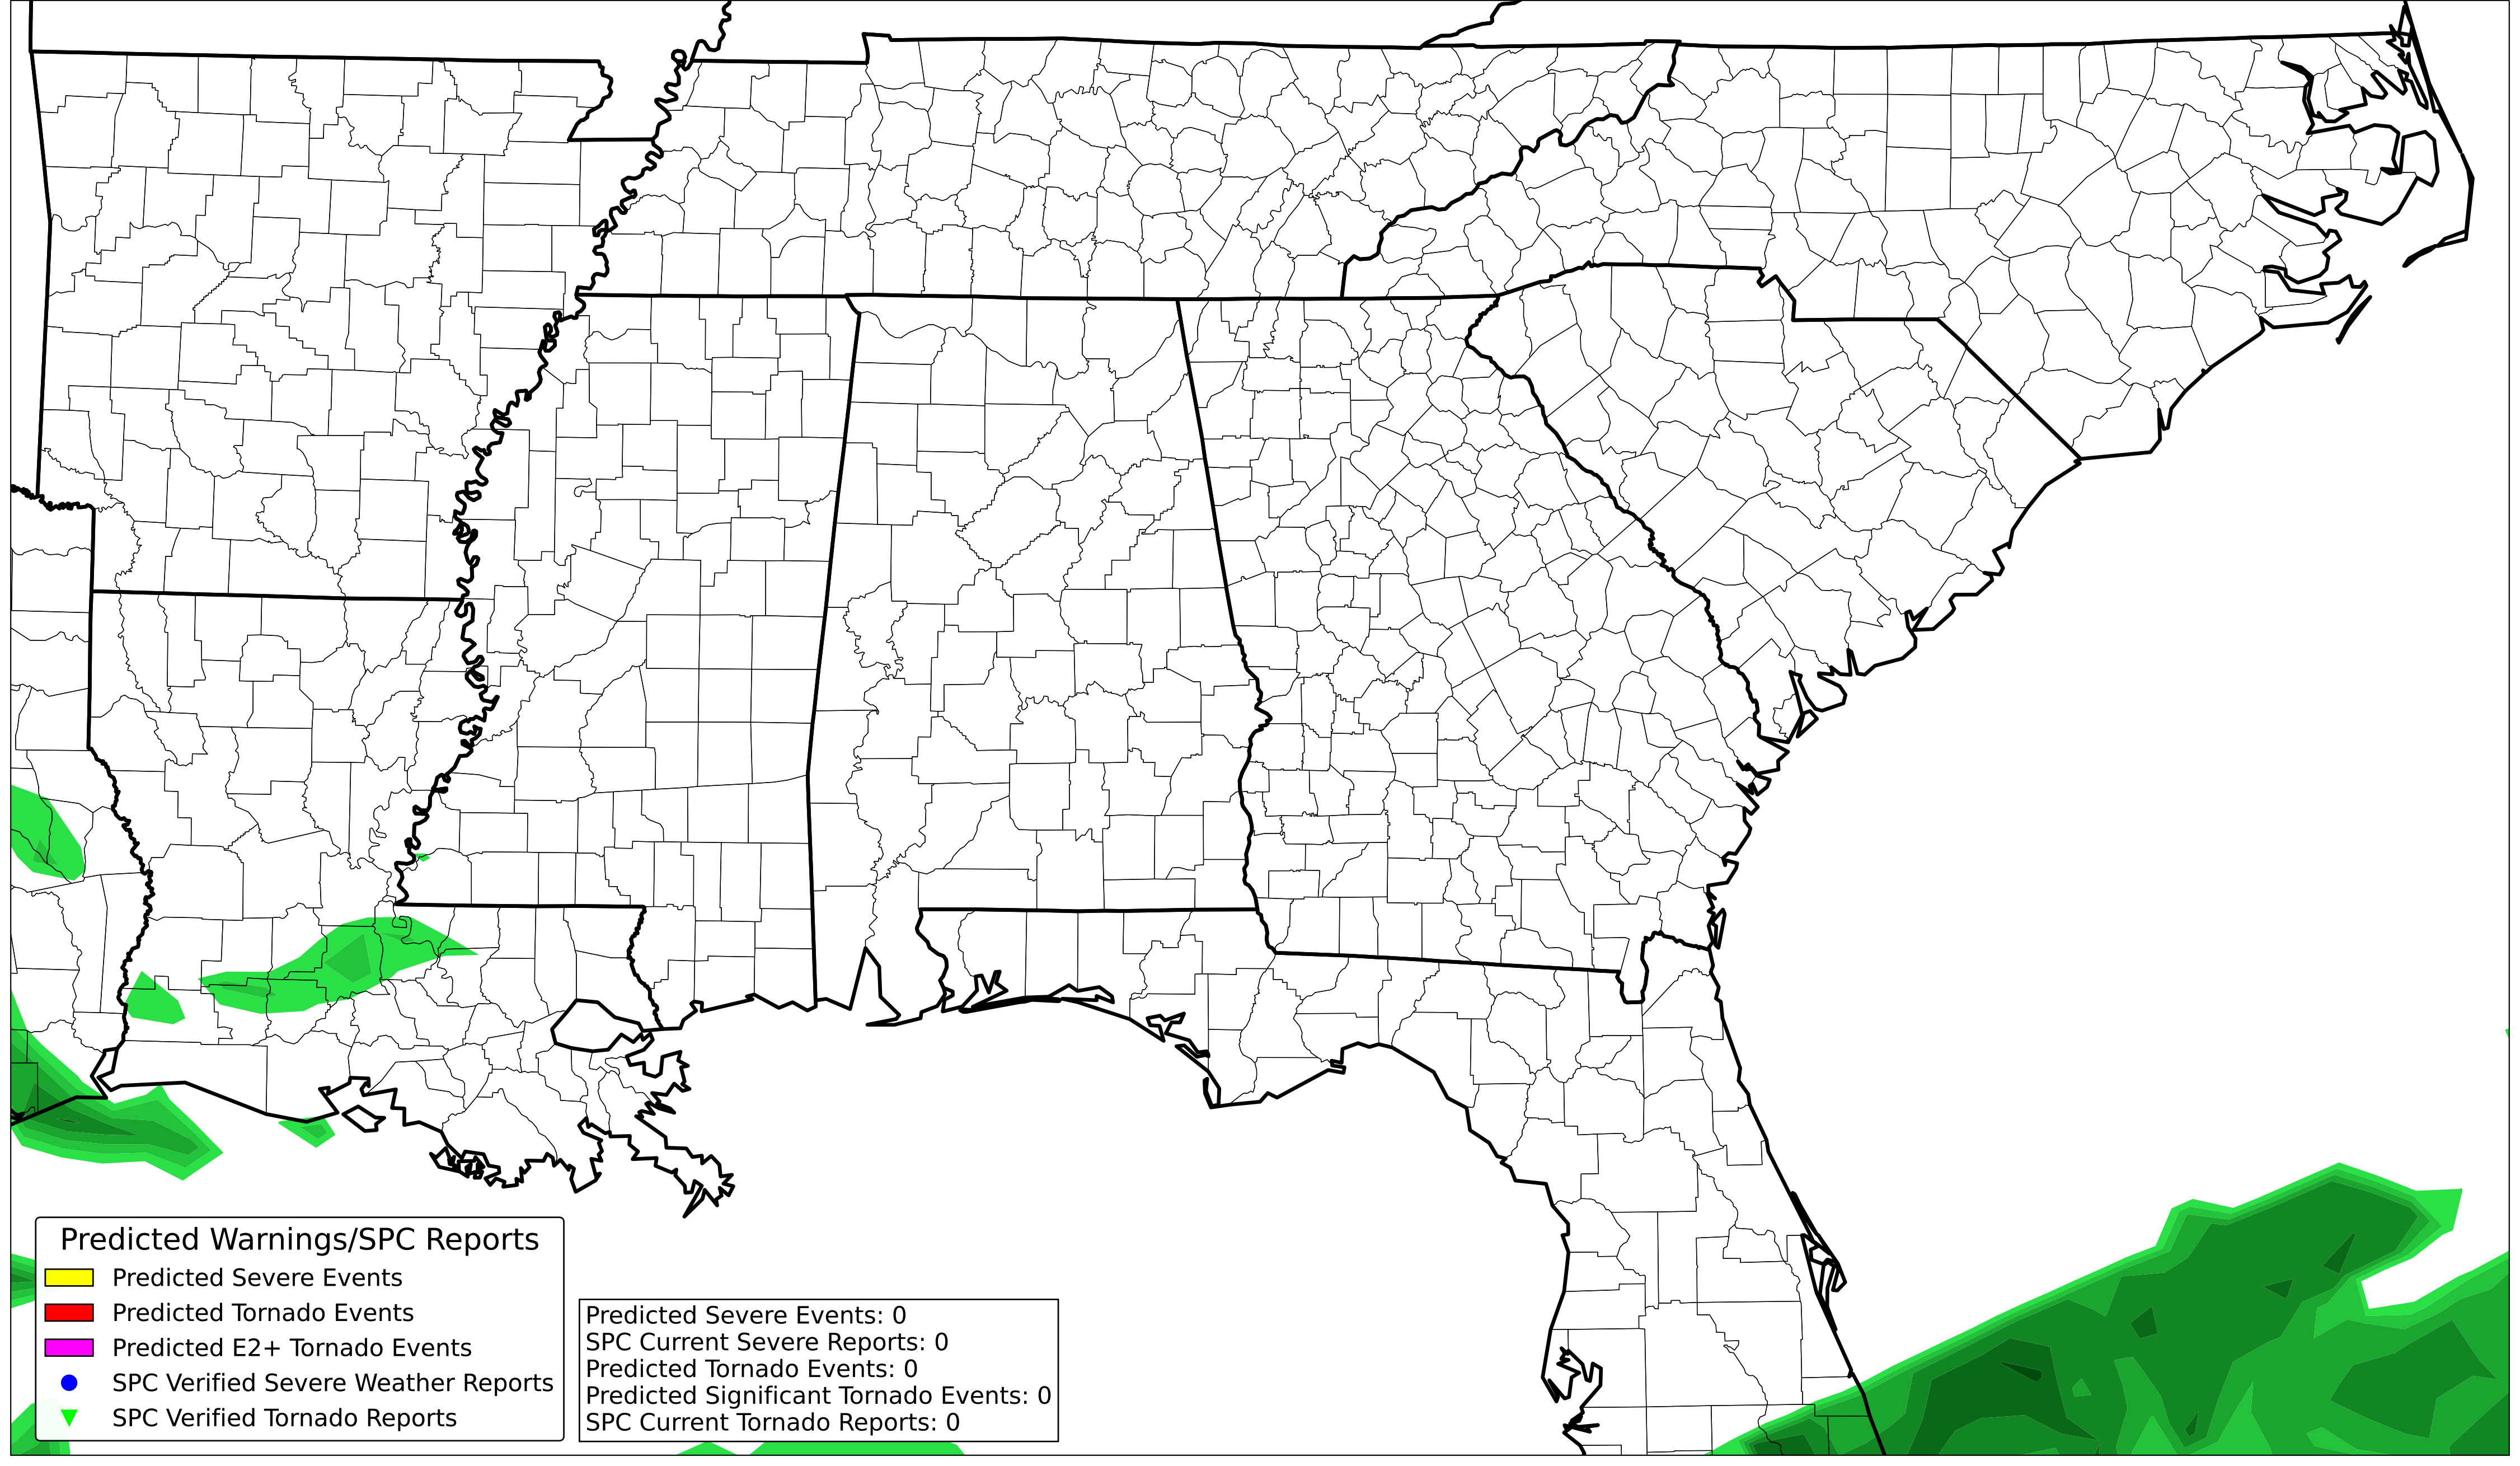 Predicted Warnings/SPC Reports
Predicted Severe Events
Predicted Tornado Events
Predicted E2+ Tornado Events
SPC Verified Severe Weather Reports
SPC Verified Tornado Reports
Predicted Severe Events: 0
SPC Current Severe Reports: 0
Predicted Tornado Events: 0
Predicted Significant Tornado Events: 0
SPC Current Tornado Reports: 0